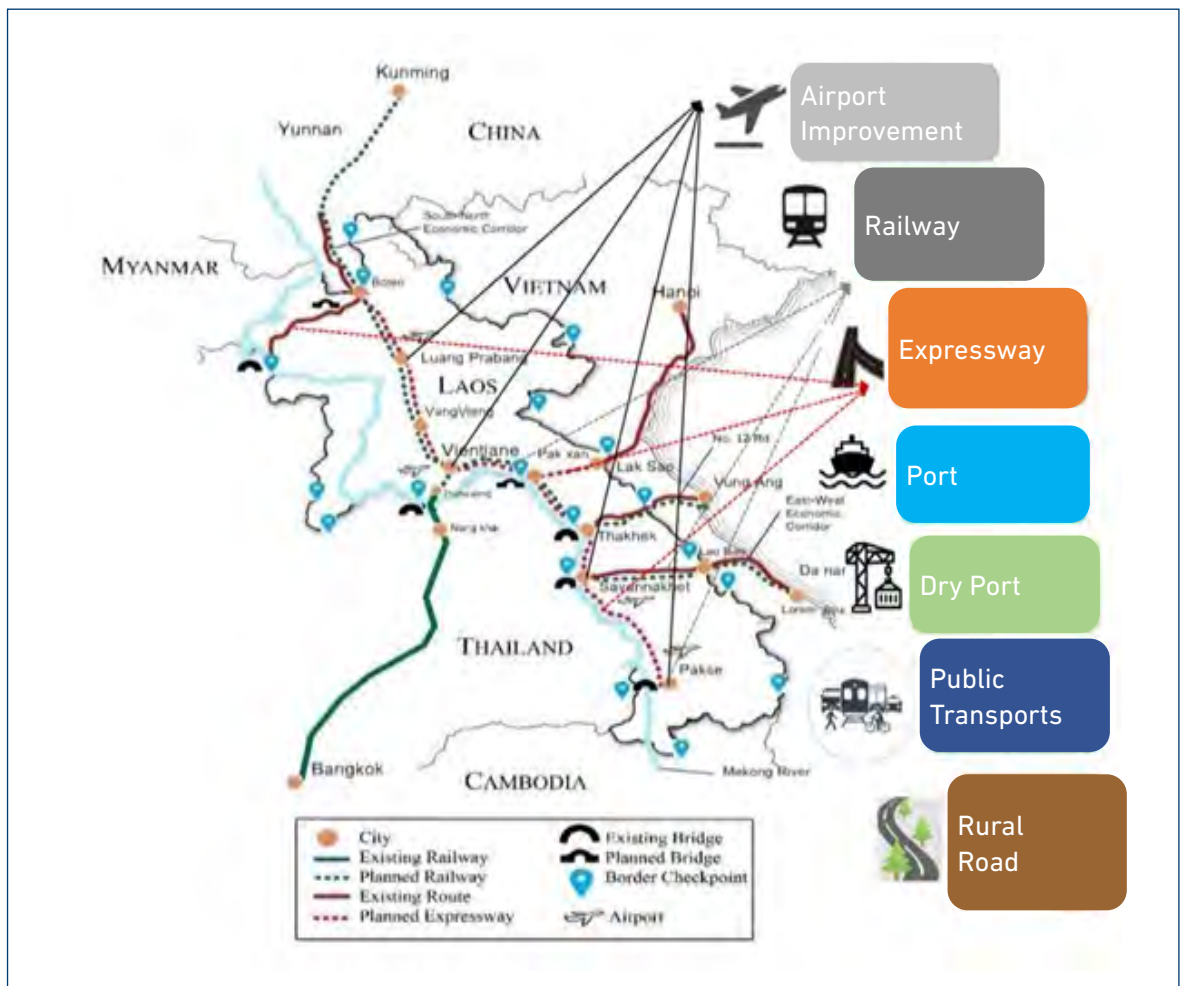 Kunming
Yunnan
CHINA
South-North
Economic Corridor
MYANMAR
Boten
VIETNAM
Hanoi
Luang Prabang
LAOS
VangVieng
Vientiane
Pak xan
Lak Sao
No. 12 Rd
Vung Ang
East-West
Economic
Corridor
Nong khai
Thakhek
Lao Bao
Savannakhet
Da nan
THAILAND
Pakse
Bangkok
CAMBODIA
Mekong River
City
Existing Railway
Planned Railway
Existing Route
Planned Expressway
Existing Bridge
Planned Bridge
Border Checkpoint
Airport
Airport
Improvement
Railway
Expressway
Port
Dry Port
Public
Transports
Rural
Road